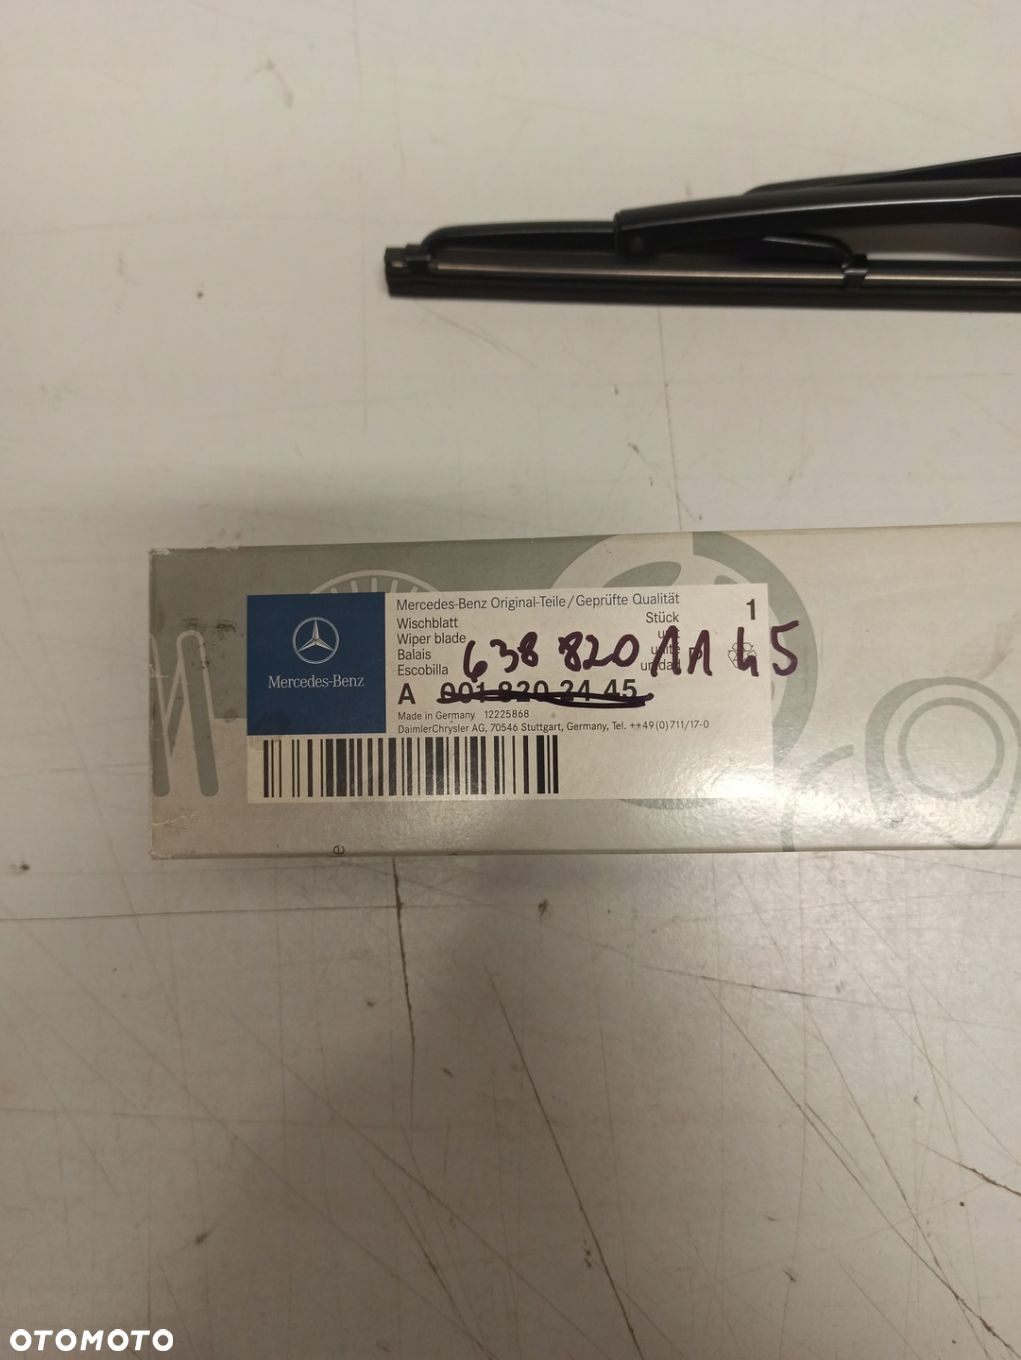 Mercedes-Benz Original-Teile/Geprüfte Qualität
Wischblatt Stück 1
Wiper blade
Balais unité P
Escobilla unidad
638 820 11 45
Mercedes-Benz
A 001 820 24 45
Made in Germany 12225868
DaimlerChrysler AG, 70546 Stuttgart, Germany, Tel. ++49(0)711/17-0
e
OTOMOTO